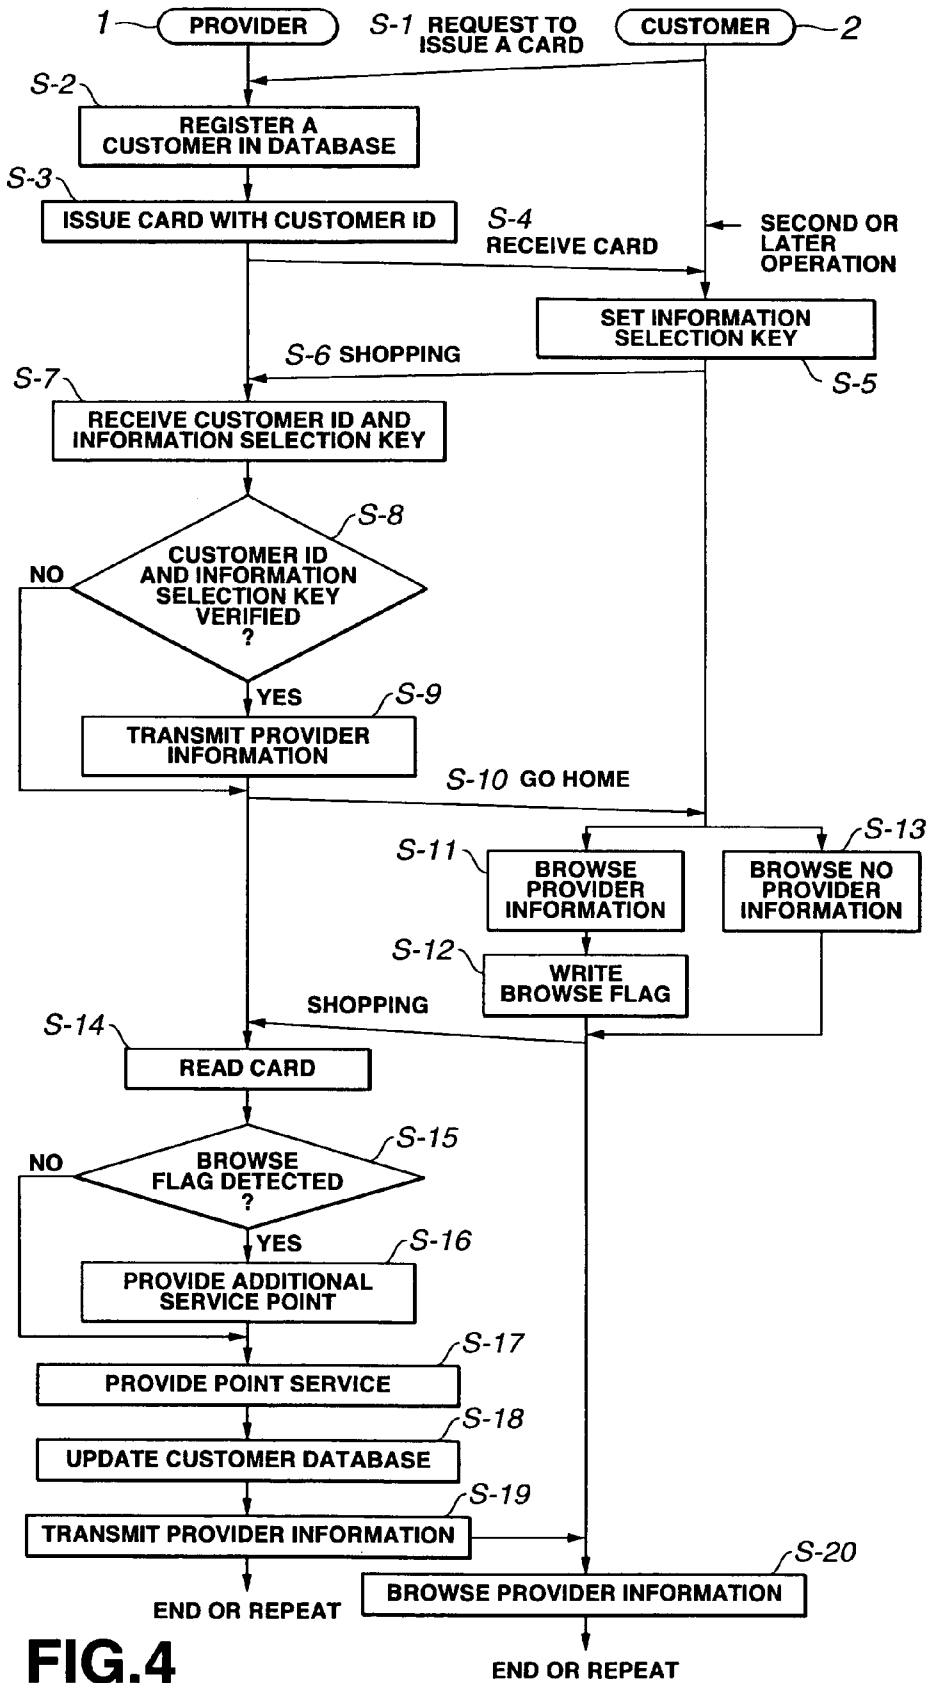 1
PROVIDER
S-1 REQUEST TO
ISSUE A CARD
CUSTOMER
2
S-2
REGISTER A
CUSTOMER IN DATABASE
S-3
ISSUE CARD WITH CUSTOMER ID
S-4
RECEIVE CARD
SECOND OR
LATER
OPERATION
SET INFORMATION
SELECTION KEY
S-5
S-6 SHOPPING
S-7
RECEIVE CUSTOMER ID AND
INFORMATION SELECTION KEY
S-8
CUSTOMER ID
AND INFORMATION
SELECTION KEY
VERIFIED
?
NO
YES
S-9
TRANSMIT PROVIDER
INFORMATION
S-10 GO HOME
S-11
BROWSE
PROVIDER
INFORMATION
S-13
BROWSE NO
PROVIDER
INFORMATION
S-12
WRITE
BROWSE FLAG
SHOPPING
S-14
READ CARD
S-15
BROWSE
FLAG DETECTED
?
NO
YES
S-16
PROVIDE ADDITIONAL
SERVICE POINT
S-17
PROVIDE POINT SERVICE
S-18
UPDATE CUSTOMER DATABASE
S-19
TRANSMIT PROVIDER INFORMATION
S-20
BROWSE PROVIDER INFORMATION
END OR REPEAT
END OR REPEAT
FIG.4